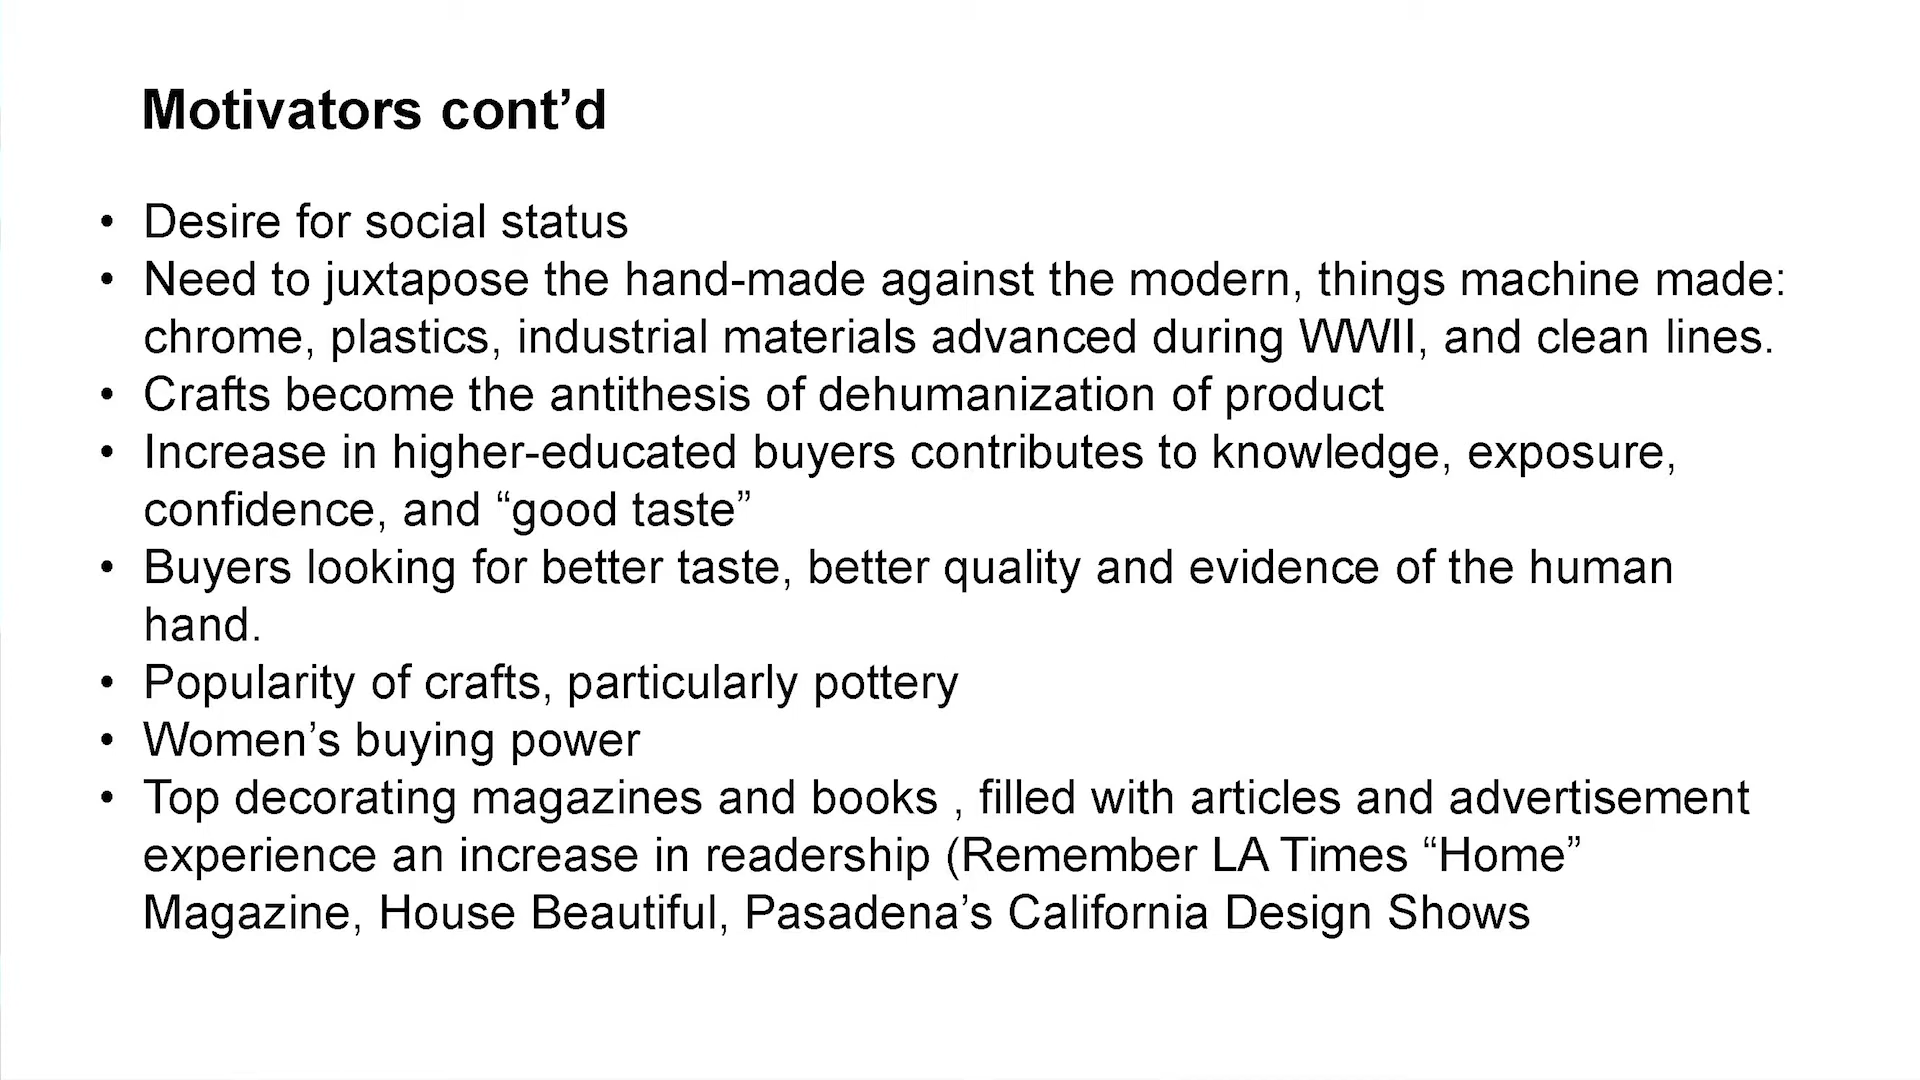 Motivators cont’d
• Desire for social status
• Need to juxtapose the hand-made against the modern, things machine made:
chrome, plastics, industrial materials advanced during WWII, and clean lines.
• Crafts become the antithesis of dehumanization of product
• Increase in higher-educated buyers contributes to knowledge, exposure,
confidence, and “good taste”
• Buyers looking for better taste, better quality and evidence of the human
hand.
• Popularity of crafts, particularly pottery
• Women’s buying power
• Top decorating magazines and books , filled with articles and advertisement
experience an increase in readership (Remember LA Times “Home”
Magazine, House Beautiful, Pasadena’s California Design Shows